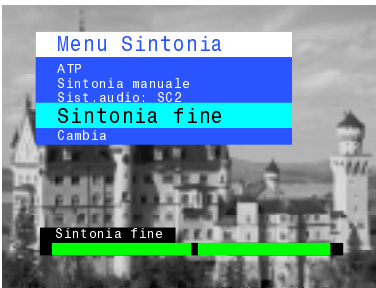 Menu Sintonia
ATP
Sintonia manuale
Sist.audio: SC2
Sintonia fine
Cambia
Sintonia fine